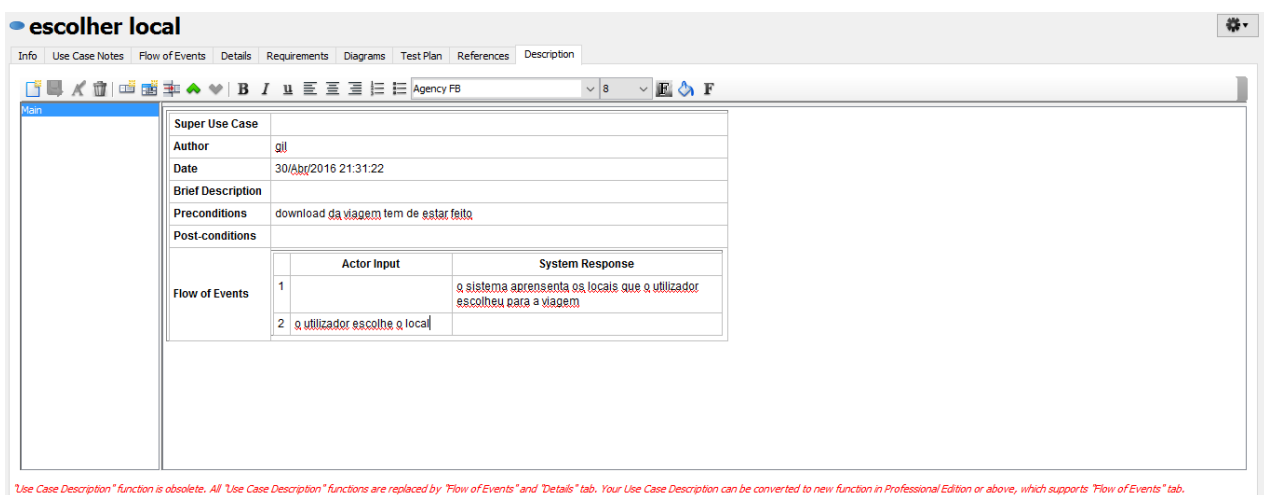 escolher local
Info Use Case Notes Flow of Events Details Requirements Diagrams Test Plan References Description
B I u Agency FB 8 E F
Main
Super Use Case
Author gil
Date 30/Abr/2016 21:31:22
Brief Description
Preconditions download da viagem tem de estar feito
Post-conditions
Flow of Events
Actor Input System Response
1 o sistema aprensenta os locais que o utilizador
escolheu para a viagem
2 o utilizador escolhe o local
"Use Case Description" function is obsolete. All "Use Case Description" functions are replaced by "Flow of Events" and "Details" tab. Your Use Case Description can be converted to new function in Professional Edition or above, which supports "Flow of Events" tab.